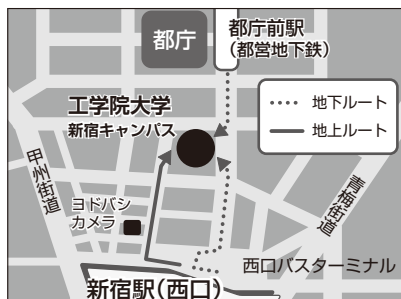 都庁
都庁前駅
(都営地下鉄)
工学院大学
新宿キャンパス
地下ルート
地上ルート
甲州街道
青梅街道
ヨドバシ
カメラ
西口バスターミナル
新宿駅(西口)